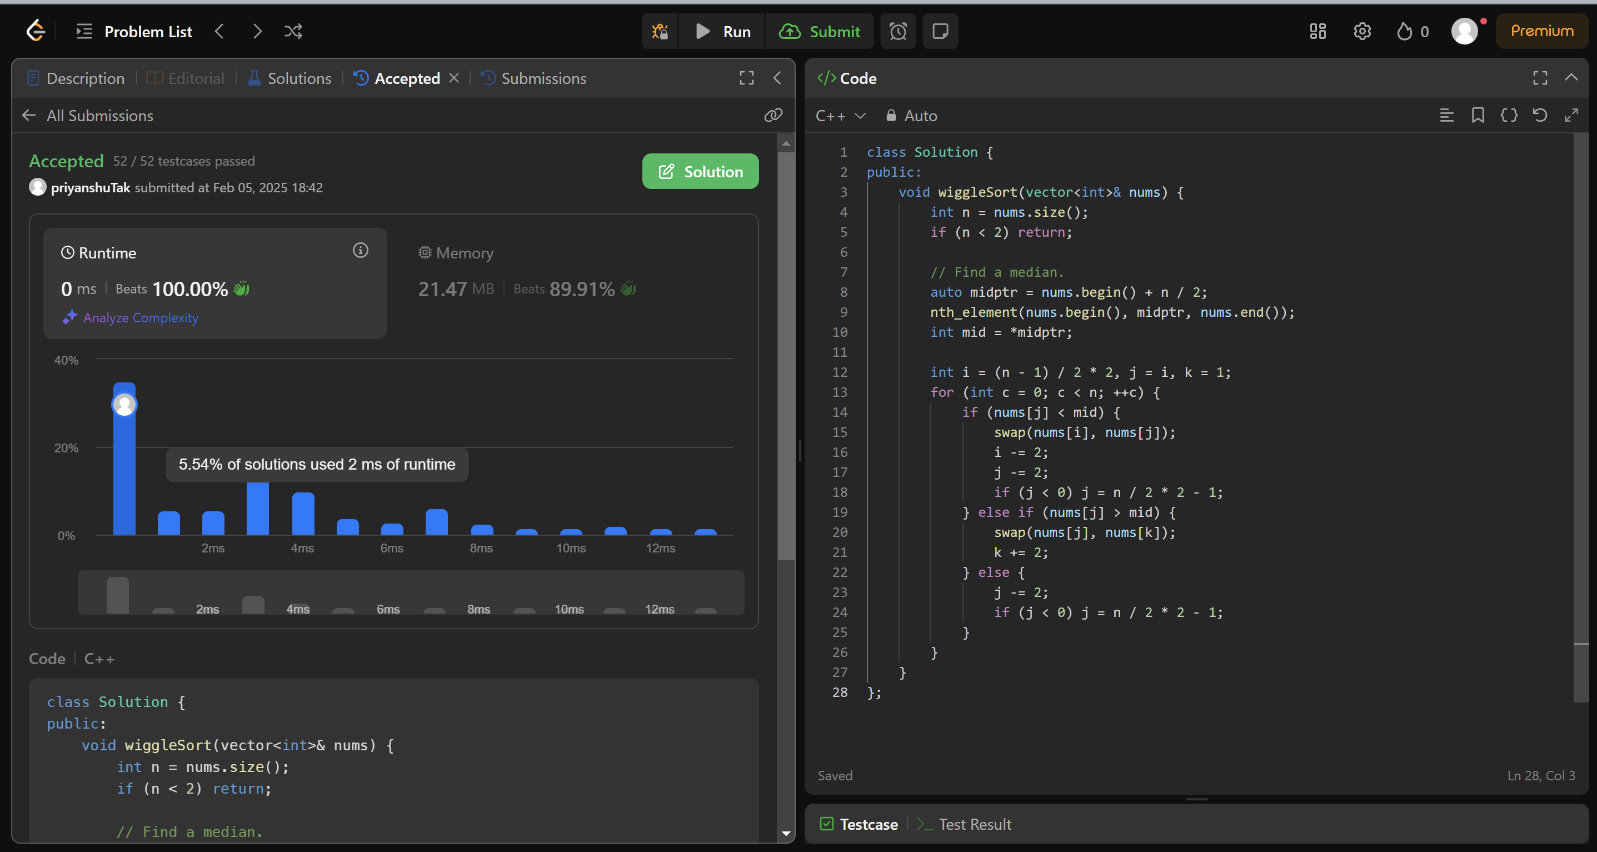 Problem List
Run
Submit
0
Premium
Description
Editorial
Solutions
Accepted
Submissions
All Submissions
Accepted 52 / 52 testcases passed
priyanshuTak submitted at Feb 05, 2025 18:42
Solution
Runtime
0 ms | Beats 100.00%
Analyze Complexity
Memory
21.47 MB | Beats 89.91%
40%
20%
0%
5.54% of solutions used 2 ms of runtime
2ms 4ms 6ms 8ms 10ms 12ms
2ms 4ms 6ms 8ms 10ms 12ms
Code | C++
class Solution {
public:
    void wiggleSort(vector<int>& nums) {
        int n = nums.size();
        if (n < 2) return;
        // Find a median.
</> Code
C++ Auto
1 class Solution {
2 public:
3     void wiggleSort(vector<int>& nums) {
4         int n = nums.size();
5         if (n < 2) return;
6
7         // Find a median.
8         auto midptr = nums.begin() + n / 2;
9         nth_element(nums.begin(), midptr, nums.end());
10         int mid = *midptr;
11
12         int i = (n - 1) / 2 * 2, j = i, k = 1;
13         for (int c = 0; c < n; ++c) {
14             if (nums[j] < mid) {
15                 swap(nums[i], nums[j]);
16                 i -= 2;
17                 j -= 2;
18                 if (j < 0) j = n / 2 * 2 - 1;
19             } else if (nums[j] > mid) {
20                 swap(nums[j], nums[k]);
21                 k += 2;
22             } else {
23                 j -= 2;
24                 if (j < 0) j = n / 2 * 2 - 1;
25             }
26         }
27     }
28 };
Saved
Ln 28, Col 3
Testcase
Test Result